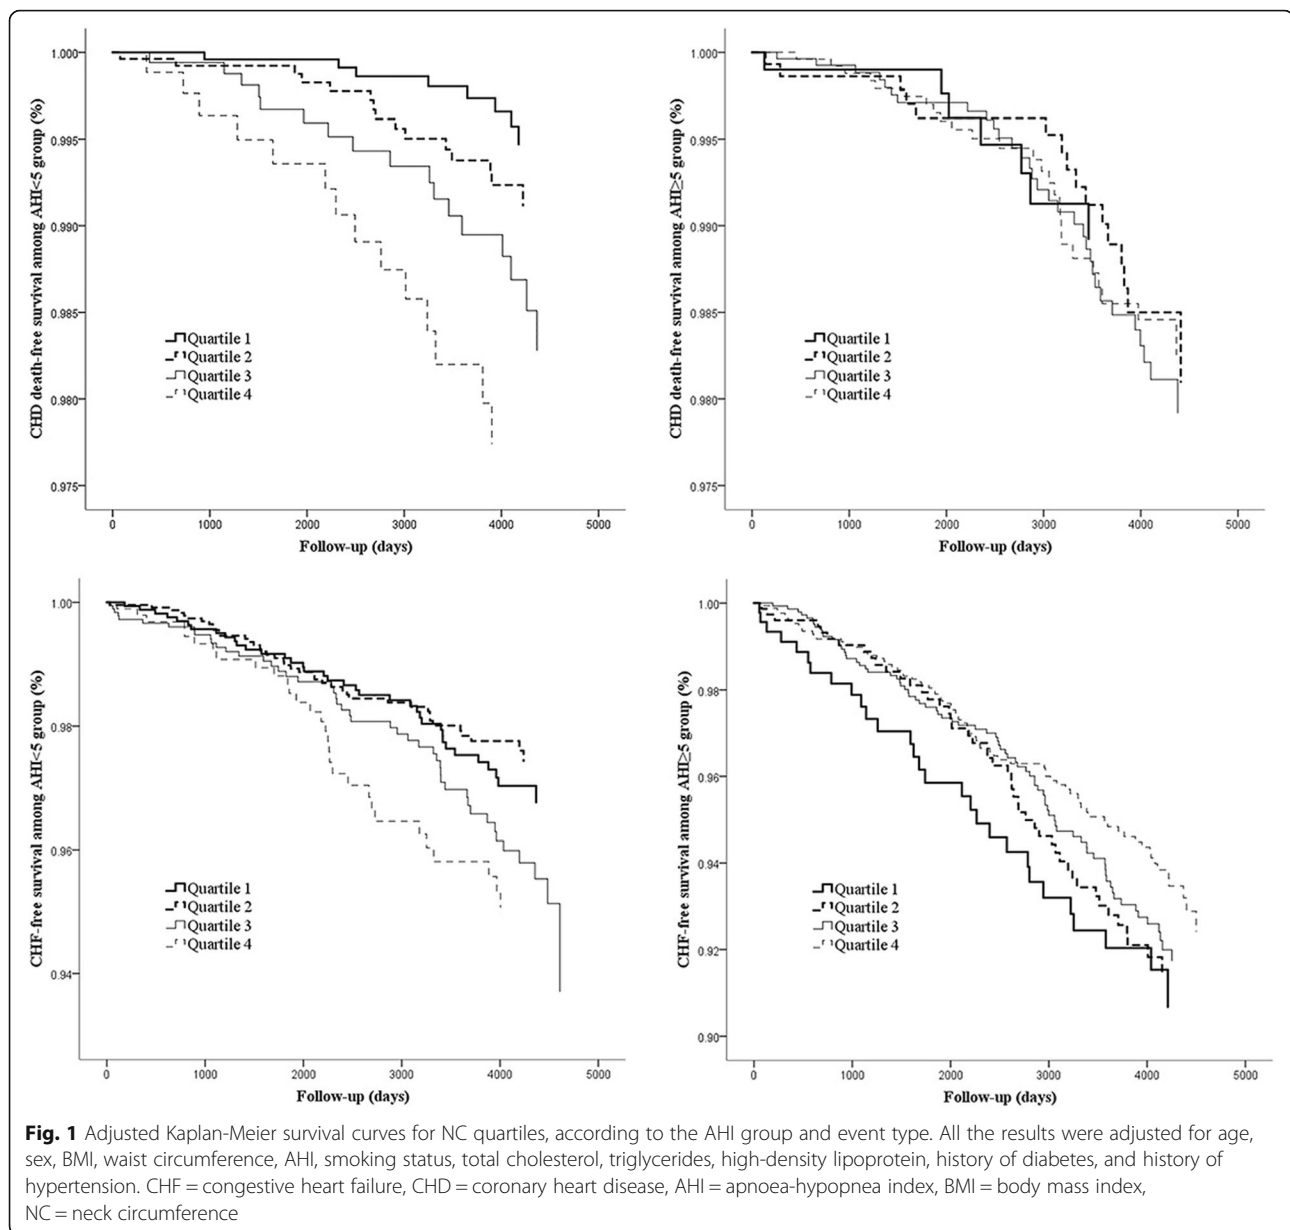 CHD death-free survival among AHI<5 group (%)
1.000
0.995
0.990
0.985
0.980
0.975
Quartile 1
Quartile 2
Quartile 3
Quartile 4
0 1000 2000 3000 4000 5000
Follow-up (days)
CHD death-free survival among AHI≥5 group (%)
1.000
0.995
0.990
0.985
0.980
0.975
Quartile 1
Quartile 2
Quartile 3
Quartile 4
0 1000 2000 3000 4000 5000
Follow-up (days)
CHF-free survival among AHI<5 group (%)
1.00
0.98
0.96
0.94
Quartile 1
Quartile 2
Quartile 3
Quartile 4
0 1000 2000 3000 4000 5000
Follow-up (days)
CHF-free survival among AHI≥5 group (%)
1.00
0.98
0.96
0.94
0.92
0.90
Quartile 1
Quartile 2
Quartile 3
Quartile 4
0 1000 2000 3000 4000 5000
Follow-up (days)
Fig. 1 Adjusted Kaplan-Meier survival curves for NC quartiles, according to the AHI group and event type. All the results were adjusted for age,
sex, BMI, waist circumference, AHI, smoking status, total cholesterol, triglycerides, high-density lipoprotein, history of diabetes, and history of
hypertension. CHF = congestive heart failure, CHD = coronary heart disease, AHI = apnoea-hypopnea index, BMI = body mass index,
NC = neck circumference